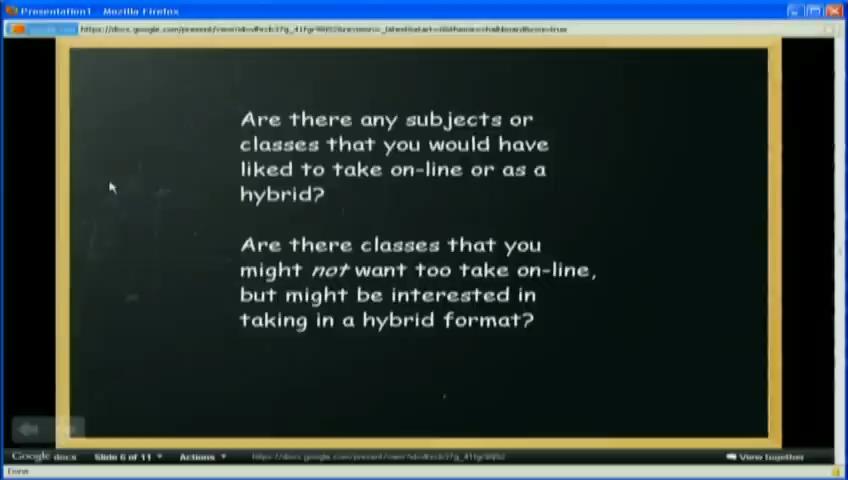 Presentation1 - Mozilla Firefox
Are there any subjects or
classes that you would have
liked to take on-line or as a
hybrid?
Are there classes that you
might not want too take on-line,
but might be interested in
taking in a hybrid format?
Google docs Slide 6 of 11 Actions View together
Done